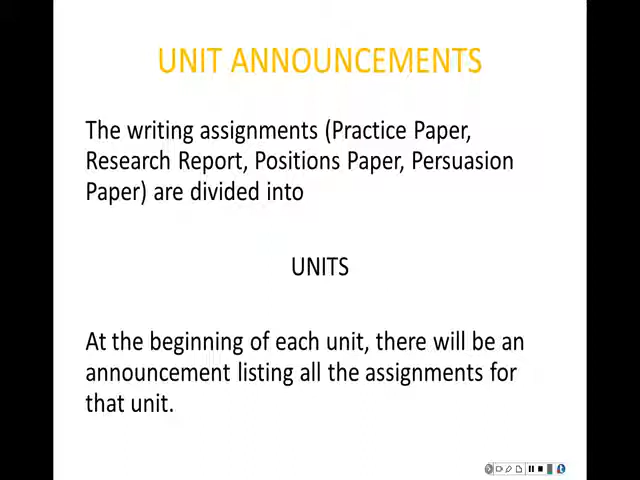 UNIT ANNOUNCEMENTS
The writing assignments (Practice Paper,
Research Report, Positions Paper, Persuasion
Paper) are divided into
UNITS
At the beginning of each unit, there will be an
announcement listing all the assignments for
that unit.